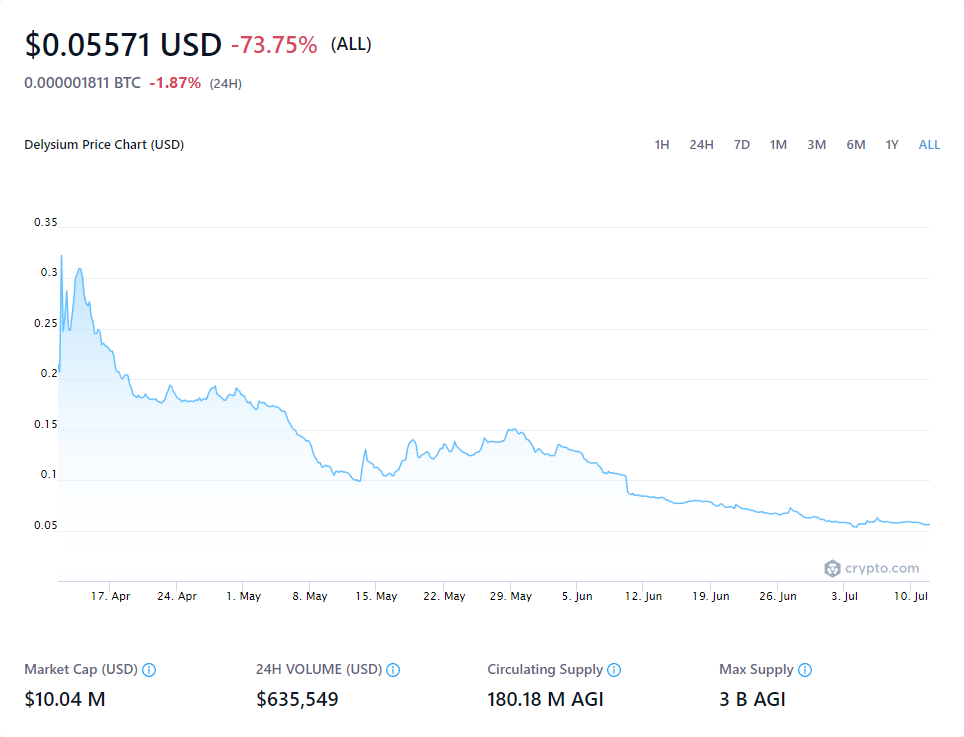 $0.05571 USD -73.75% (ALL)
0.000001811 BTC -1.87% (24H)
Delysium Price Chart (USD) 1H 24H 7D 1M 3M 6M 1Y ALL
0.35
0.3
0.25
0.2
0.15
0.1
0.05
crypto.com
17. Apr 24. Apr 1. May 8. May 15. May 22. May 29. May 5. Jun 12. Jun 19. Jun 26. Jun 3. Jul 10. Jul
Market Cap (USD) 24H VOLUME (USD) Circulating Supply Max Supply
$10.04 M $635,549 180.18 M AGI 3 B AGI